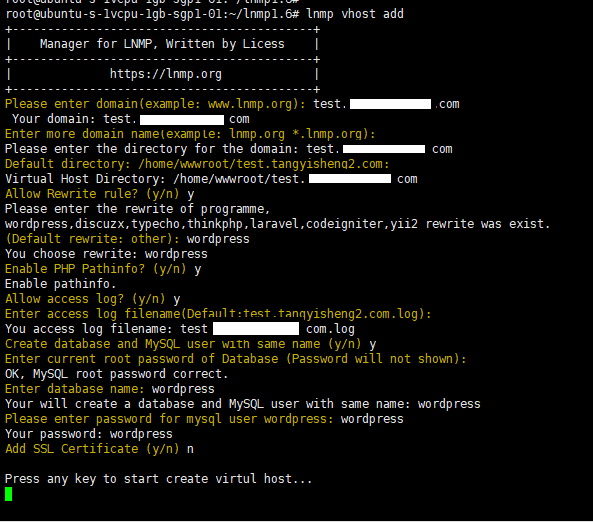 root@ubuntu-s-1vcpu-1gb-sgp1-01:~/lnmp1.6#
root@ubuntu-s-1vcpu-1gb-sgp1-01:~/lnmp1.6# lnmp vhost add
+-------------------------------------------+
|    Manager for LNMP, Written by Licess    |
+-------------------------------------------+
|              https://lnmp.org             |
+-------------------------------------------+
Please enter domain(example: www.lnmp.org): test. .com
Your domain: test. com
Enter more domain name(example: lnmp.org *.lnmp.org):
Please enter the directory for the domain: test. com
Default directory: /home/wwwroot/test.tangyisheng2.com:
Virtual Host Directory: /home/wwwroot/test. com
Allow Rewrite rule? (y/n) y
Please enter the rewrite of programme,
wordpress,discuzx,typecho,thinkphp,laravel,codeigniter,yii2 rewrite was exist.
(Default rewrite: other): wordpress
You choose rewrite: wordpress
Enable PHP Pathinfo? (y/n) y
Enable pathinfo.
Allow access log? (y/n) y
Enter access log filename(Default:test.tangyisheng2.com.log):
You access log filename: test com.log
Create database and MySQL user with same name (y/n) y
Enter current root password of Database (Password will not shown):
OK, MySQL root password correct.
Enter database name: wordpress
Your will create a database and MySQL user with same name: wordpress
Please enter password for mysql user wordpress: wordpress
Your password: wordpress
Add SSL Certificate (y/n) n
Press any key to start create virtul host...